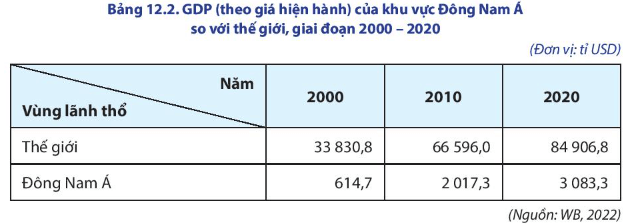 Bảng 12.2. GDP (theo giá hiện hành) của khu vực Đông Nam Á
so với thế giới, giai đoạn 2000 – 2020
(Đơn vị: tỉ USD)
Năm
Vùng lãnh thổ
2000 2010 2020
Thế giới 33 830,8 66 596,0 84 906,8
Đông Nam Á 614,7 2 017,3 3 083,3
(Nguồn: WB, 2022)